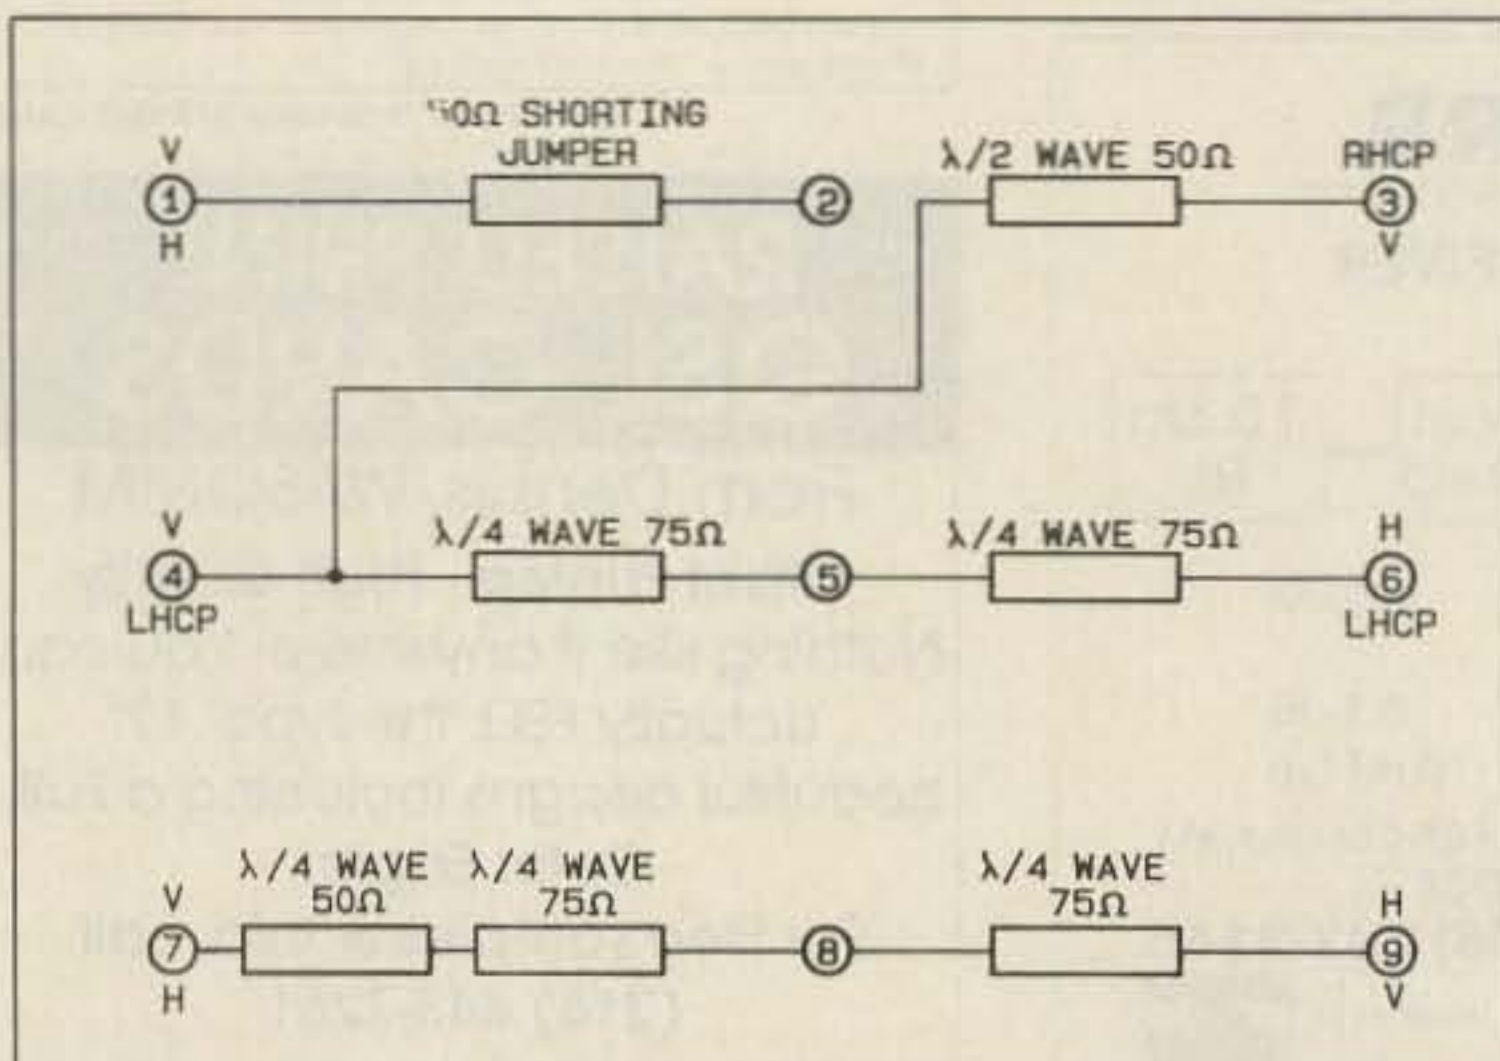 SHORTING
JUMPER
V
1
H
2
λ/2 WAVE 50Ω
RHCP
3
V
V
4
LHCP
λ/4 WAVE 75Ω
5
λ/4 WAVE 75Ω
H
6
LHCP
V
7
H
λ/4 WAVE
50Ω
λ/4 WAVE
75Ω
8
λ/4 WAVE
75Ω
H
9
V